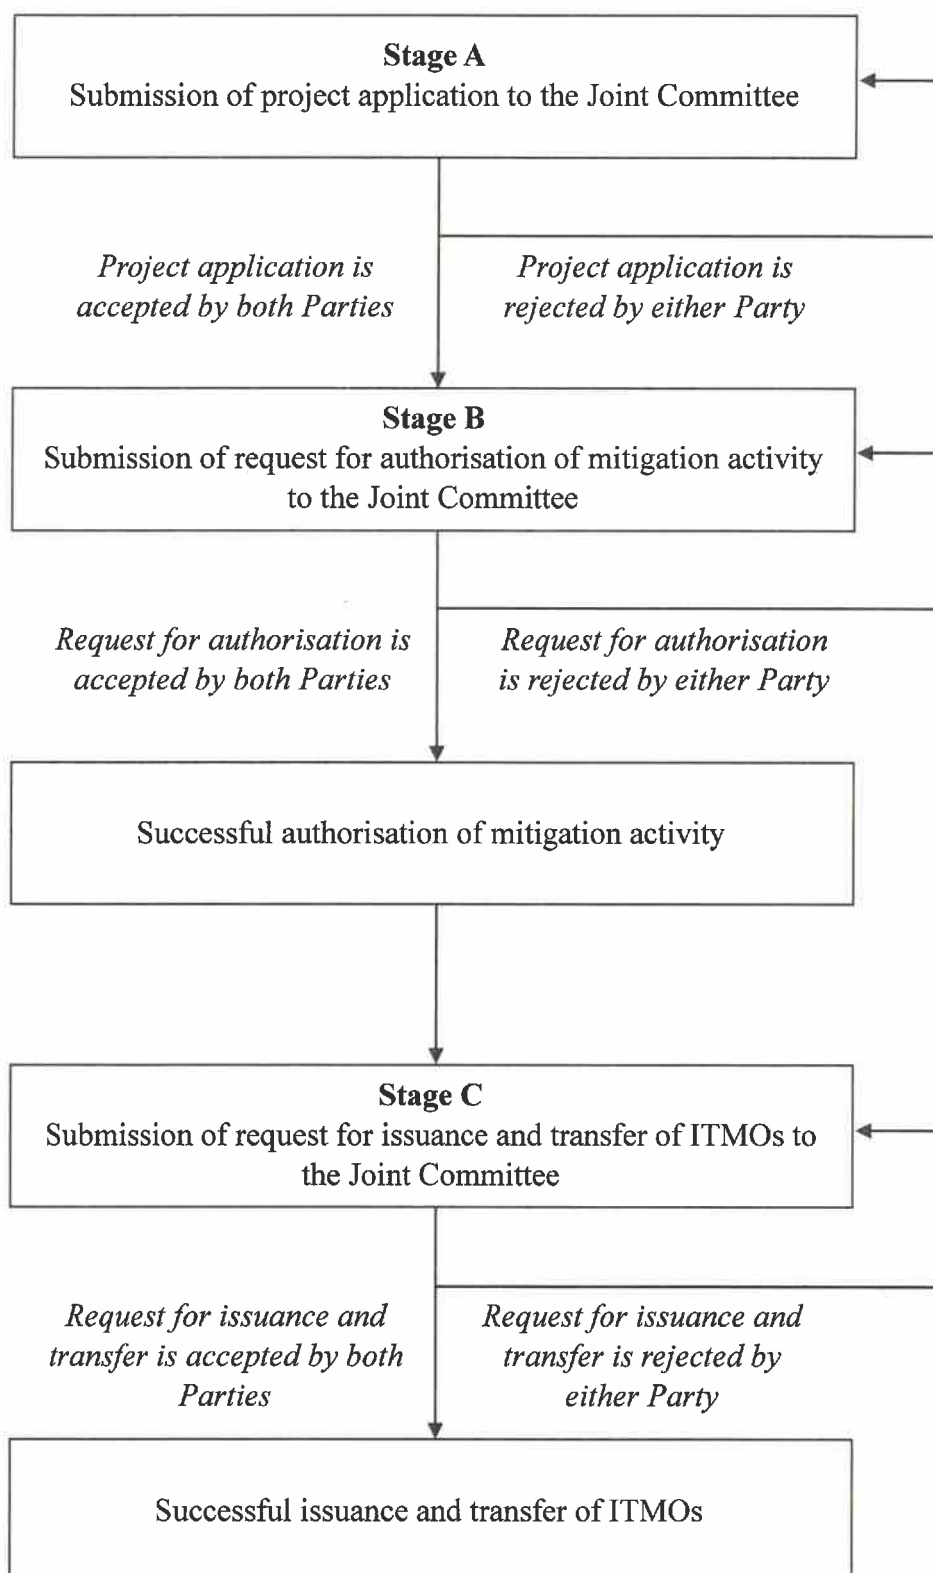 Stage A
Submission of project application to the Joint Committee
Project application is
accepted by both Parties
Project application is
rejected by either Party
Stage B
Submission of request for authorisation of mitigation activity
to the Joint Committee
Request for authorisation is
accepted by both Parties
Request for authorisation
is rejected by either Party
Successful authorisation of mitigation activity
Stage C
Submission of request for issuance and transfer of ITMOs to
the Joint Committee
Request for issuance and
transfer is accepted by both
Parties
Request for issuance and
transfer is rejected by
either Party
Successful issuance and transfer of ITMOs